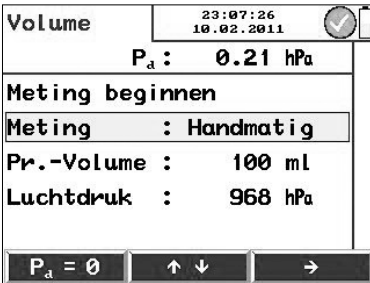 Volume 23:07:26
10.02.2011
Pd: 0.21 hPa
Meting beginnen
Meting : Handmatig
Pr.-Volume : 100 ml
Luchtdruk : 968 hPa
Pd = 0 ↑ ↓ →